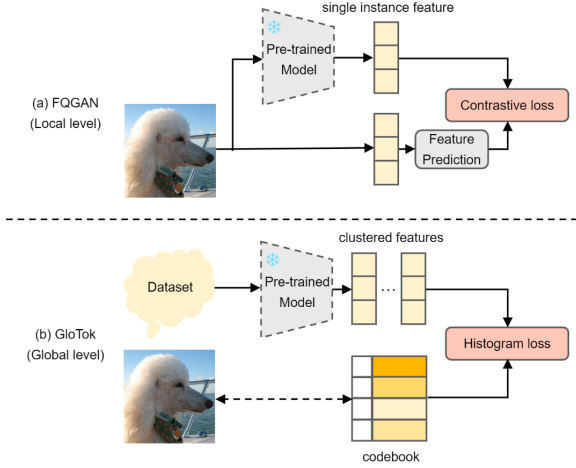 single instance feature
Pre-trained
Model
(a) FQGAN
(Local level)
Contrastive loss
Feature
Prediction
clustered features
Dataset
Pre-trained
Model
...
(b) GloTok
(Global level)
Histogram loss
codebook